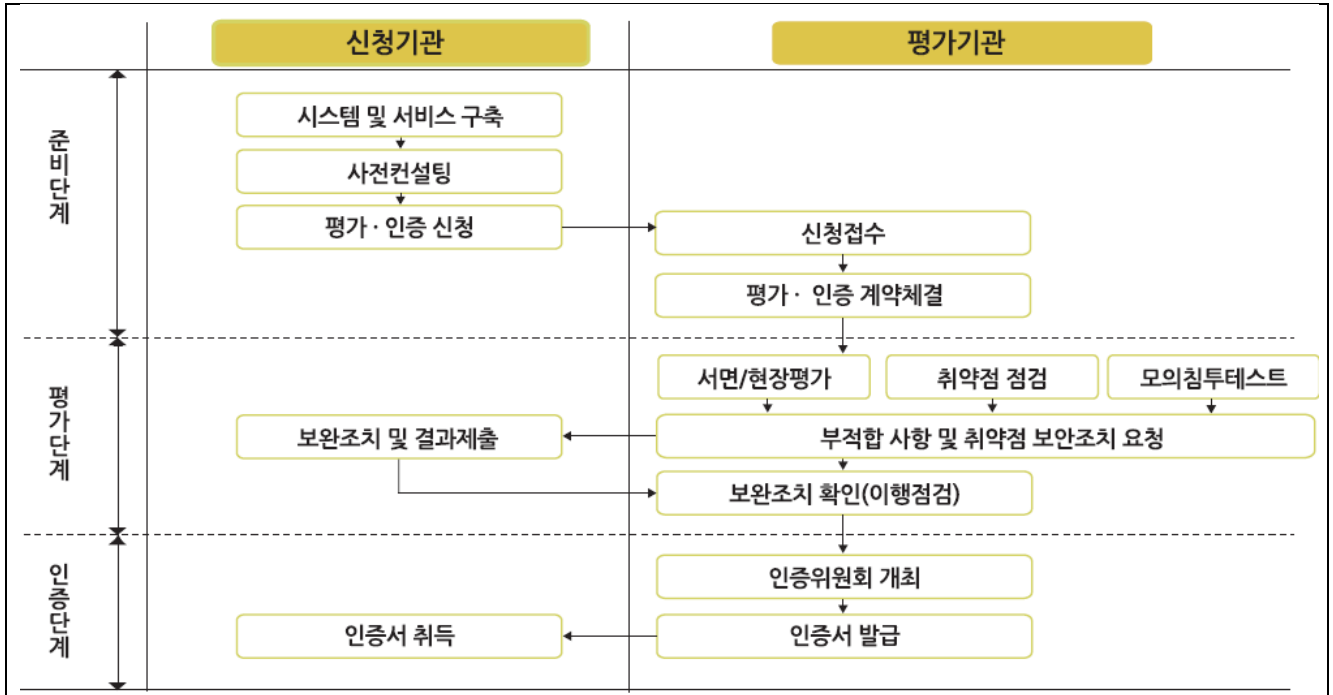 신청기관
평가기관
준비단계
시스템 및 서비스 구축
사전컨설팅
평가 · 인증 신청
신청접수
평가 · 인증 계약체결
평가단계
서면/현장평가
취약점 점검
모의침투테스트
보완조치 및 결과제출
부적합 사항 및 취약점 보안조치 요청
보완조치 확인(이행점검)
인증단계
인증위원회 개최
인증서 취득
인증서 발급